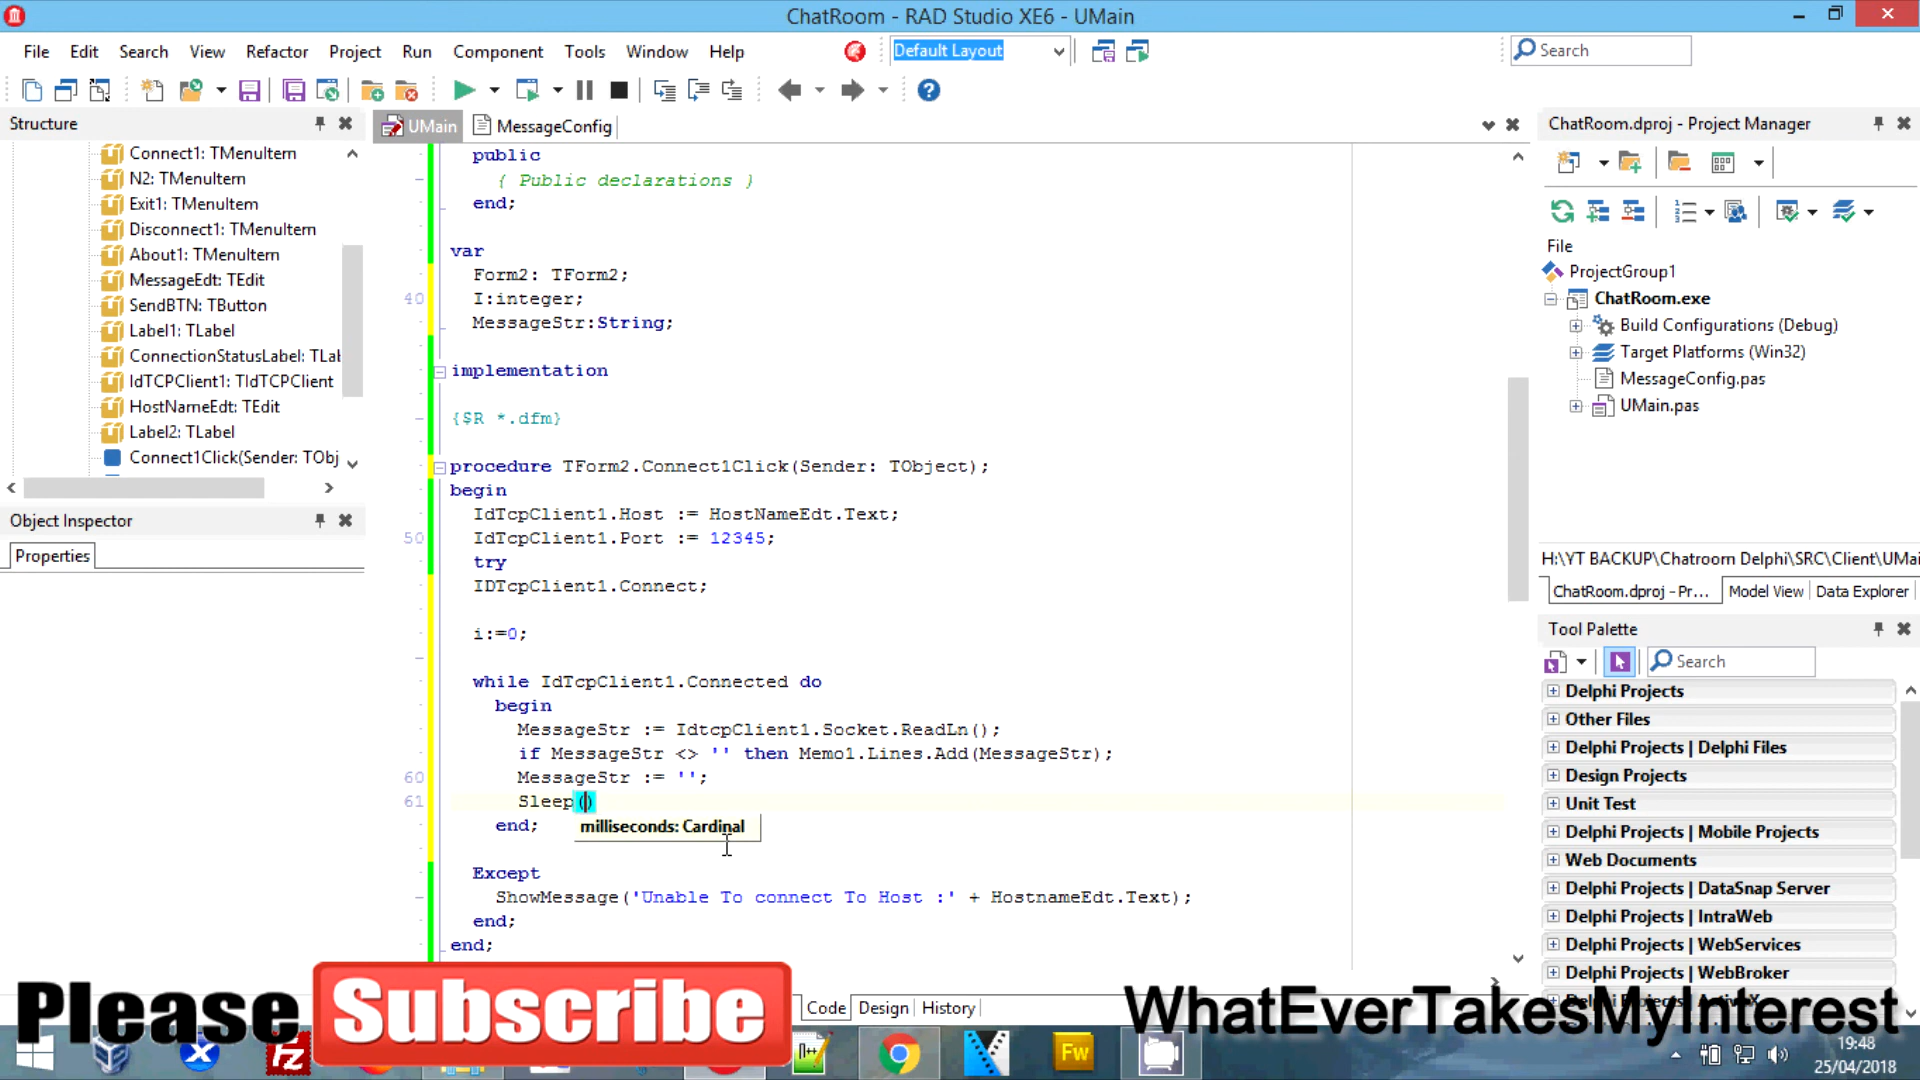 ChatRoom - RAD Studio XE6 - UMain
File Edit Search View Refactor Project Run Component Tools Window Help
Default Layout
Search
Structure
UMain
MessageConfig
ChatRoom.dproj - Project Manager
Connect1: TMenuItem
N2: TMenuItem
Exit1: TMenuItem
Disconnect1: TMenuItem
About1: TMenuItem
MessageEdt: TEdit
SendBTN: TButton
Label1: TLabel
ConnectionStatusLabel: TLal
IdTCPClient1: TIdTCPClient
HostNameEdt: TEdit
Label2: TLabel
Connect1Click(Sender: TObj
Object Inspector
Properties
public
{ Public declarations }
end;
var
Form2: TForm2;
40 I:integer;
MessageStr:String;
implementation
{$R *.dfm}
procedure TForm2.Connect1Click(Sender: TObject);
begin
IdTcpClient1.Host := HostNameEdt.Text;
50 IdTcpClient1.Port := 12345;
try
IDTcpClient1.Connect;
i:=0;
while IdTcpClient1.Connected do
begin
MessageStr := IdtcpClient1.Socket.ReadLn();
if MessageStr <> '' then Memo1.Lines.Add(MessageStr);
60 MessageStr := '';
61 Sleep()
end;
milliseconds: Cardinal
Except
ShowMessage('Unable To connect To Host :' + HostnameEdt.Text);
end;
end;
Code Design History
File
ProjectGroup1
ChatRoom.exe
Build Configurations (Debug)
Target Platforms (Win32)
MessageConfig.pas
UMain.pas
H:\YT BACKUP\Chatroom Delphi\SRC\Client\UMai
ChatRoom.dproj - Pr... Model View Data Explorer
Tool Palette
Search
Delphi Projects
Other Files
Delphi Projects | Delphi Files
Design Projects
Unit Test
Delphi Projects | Mobile Projects
Web Documents
Delphi Projects | DataSnap Server
Delphi Projects | IntraWeb
Delphi Projects | WebServices
Delphi Projects | WebBroker
Please Subscribe
WhatEverTakesMyInterest
Fz
Fw
19:48
25/04/2018